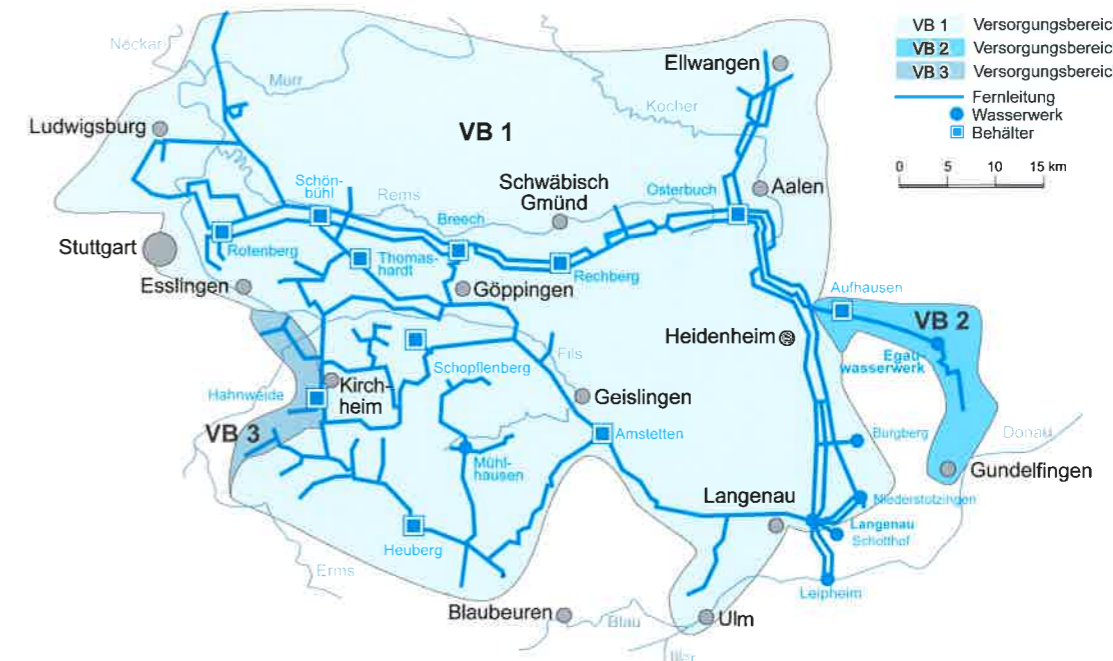 Neckar
Murr
Ellwangen
VB 1 Versorgungsbereic
VB 2 Versorgungsbereic
VB 3 Versorgungsbereic
Fernleitung
Wasserwerk
Behälter
0 5 10 15 km
Kocher
Ludwigsburg
VB 1
Schön-
bühl
Rems
Schwäbisch
Gmünd
Osterbuch
Aalen
Breech
Stuttgart
Rotenberg
Thomas-
hardt
Rechberg
Esslingen
Göppingen
Aufhausen
VB 2
Heidenheim
Egau-
wasserwerk
Fils
Schopflenberg
Hahnweide
Kirch-
heim
Geislingen
VB 3
Amstetten
Burgberg
Donau
Mühl-
hausen
Gundelfingen
Langenau
Niederstotzingen
Langenau
Schotthof
Heuberg
Erms
Leipheim
Blaubeuren
Blau
Ulm
Iller